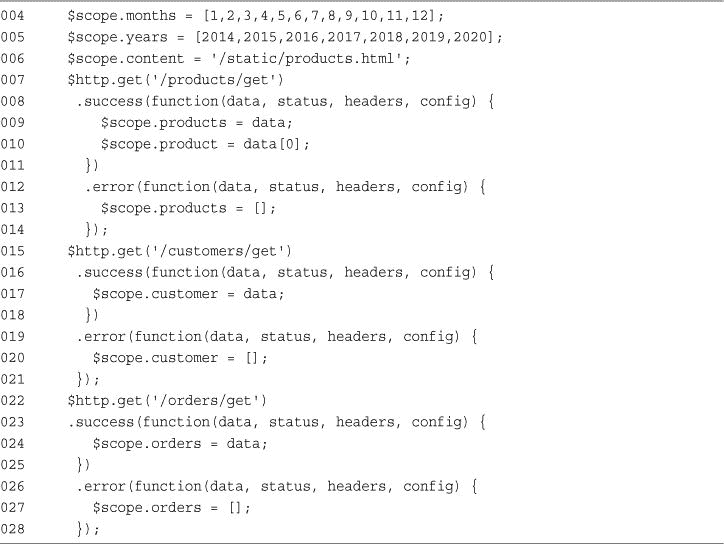 004     $scope.months = [1,2,3,4,5,6,7,8,9,10,11,12];
005     $scope.years = [2014,2015,2016,2017,2018,2019,2020];
006     $scope.content = '/static/products.html';
007     $http.get('/products/get')
008      .success(function(data, status, headers, config) {
009         $scope.products = data;
010         $scope.product = data[0];
011       })
012       .error(function(data, status, headers, config) {
013         $scope.products = [];
014       });
015     $http.get('/customers/get')
016      .success(function(data, status, headers, config) {
017        $scope.customer = data;
018       })
019      .error(function(data, status, headers, config) {
020        $scope.customer = [];
021      });
022     $http.get('/orders/get')
023     .success(function(data, status, headers, config) {
024        $scope.orders = data;
025      })
026      .error(function(data, status, headers, config) {
027        $scope.orders = [];
028      });